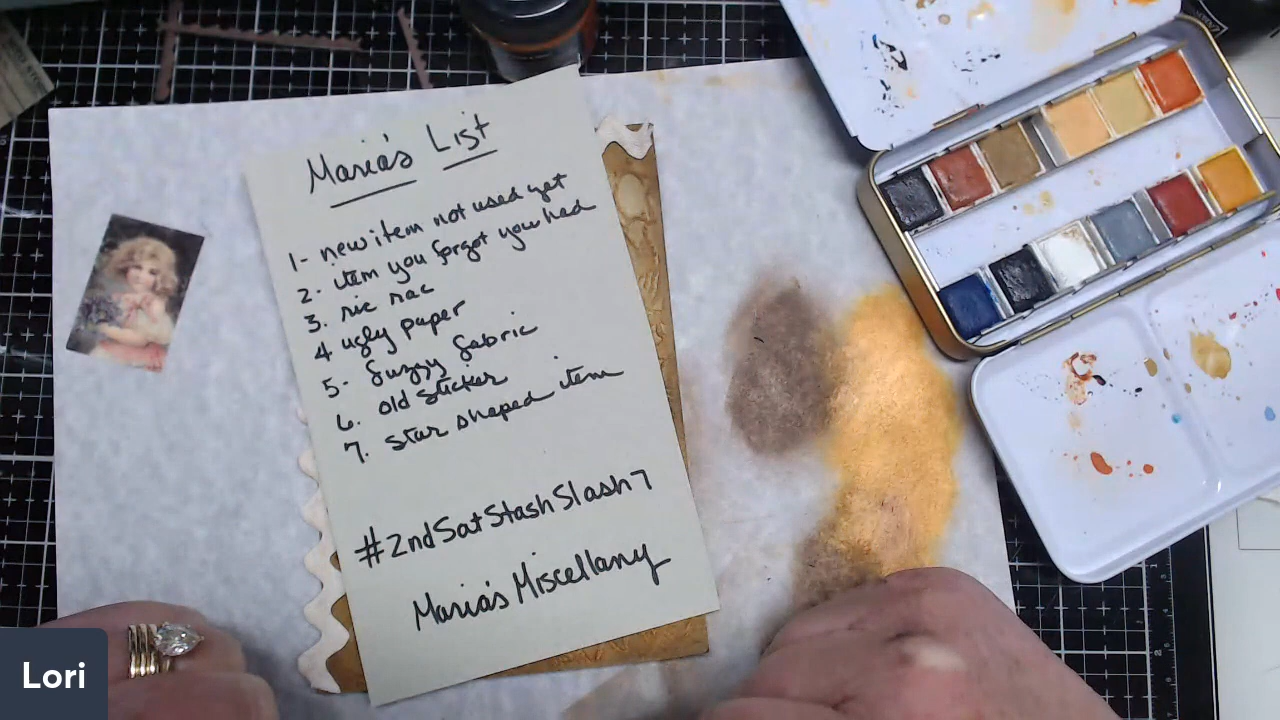 Maria's List
1- new item not used yet
2. item you forgot you had
3. ric rac
4 ugly paper
5- fuzzy fabric
6. old sticker
7. star shaped item
#2ndSatStashSlash7
Maria's Miscellany
Lori